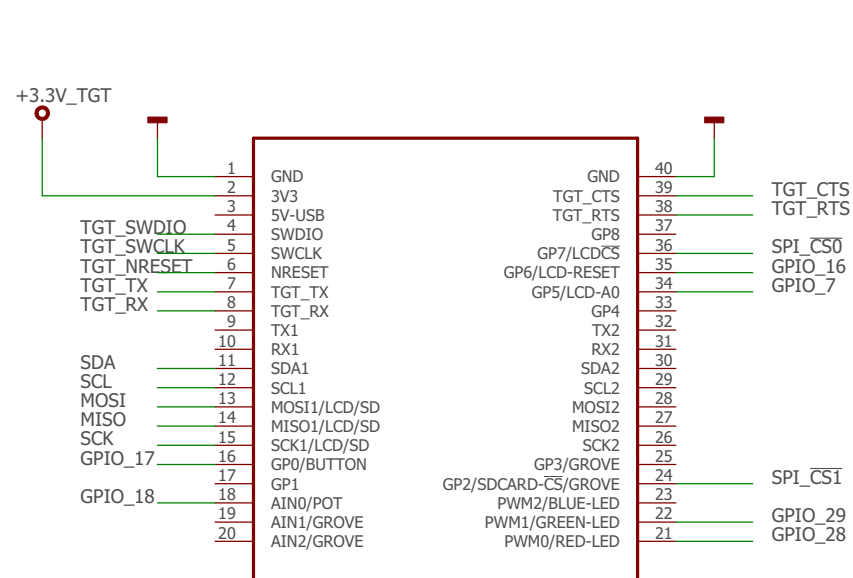 +3.3V_TGT
1 GND GND 40
2 3V3 TGT_CTS 39 TGT_CTS
3 5V-USB TGT_RTS 38 TGT_RTS
TGT_SWDIO 4 SWDIO GP8 37
TGT_SWCLK 5 SWCLK GP7/LCDC̅S̅ 36 SPI_C̅S̅0̅
TGT_NRESET 6 NRESET GP6/LCD-RESET 35 GPIO_16
TGT_TX 7 TGT_TX GP5/LCD-A0 34 GPIO_7
TGT_RX 8 TGT_RX GP4 33
9 TX1 TX2 32
10 RX1 RX2 31
SDA 11 SDA1 SDA2 30
SCL 12 SCL1 SCL2 29
MOSI 13 MOSI1/LCD/SD MOSI2 28
MISO 14 MISO1/LCD/SD MISO2 27
SCK 15 SCK1/LCD/SD SCK2 26
GPIO_17 16 GP0/BUTTON GP3/GROVE 25
17 GP1 GP2/SDCARD-C̅S̅/GROVE 24 SPI_C̅S̅1̅
GPIO_18 18 AIN0/POT PWM2/BLUE-LED 23
19 AIN1/GROVE PWM1/GREEN-LED 22 GPIO_29
20 AIN2/GROVE PWM0/RED-LED 21 GPIO_28